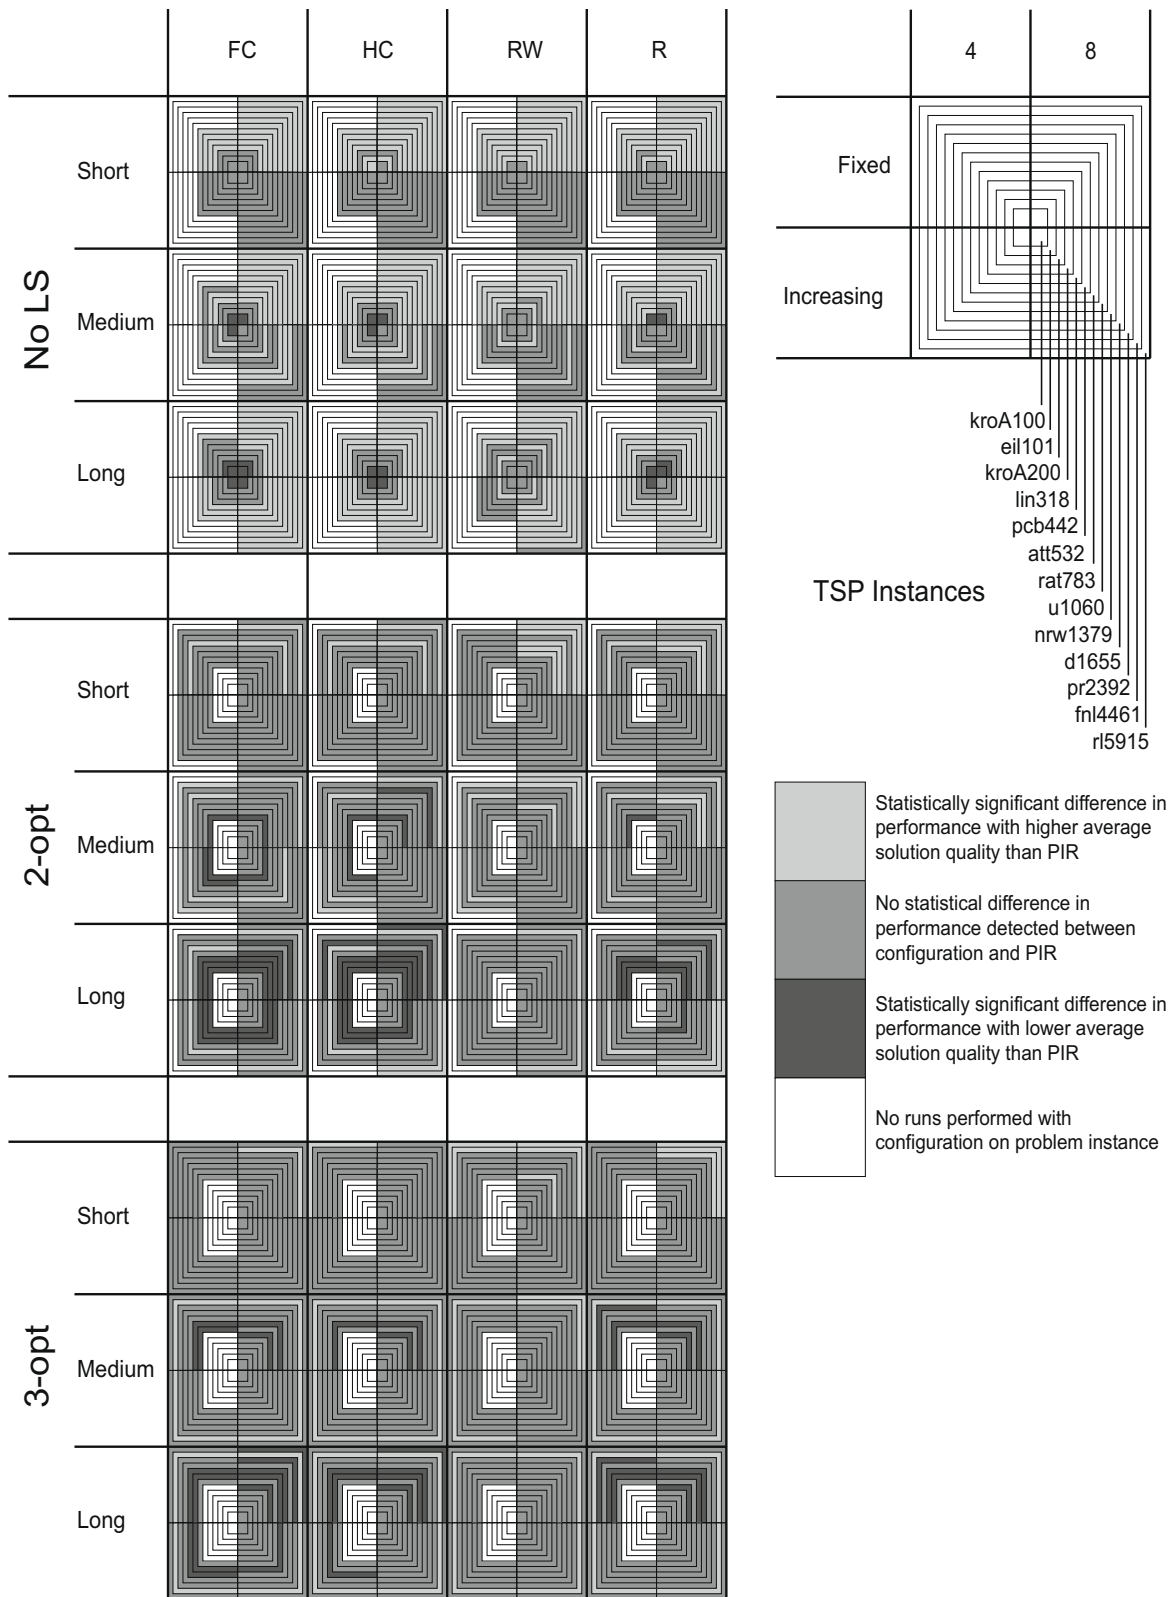 FC HC RW R
No LS
Short
Medium
Long
2-opt
Short
Medium
Long
3-opt
Short
Medium
Long
4 8
Fixed
Increasing
kroA100
eil101
kroA200
lin318
pcb442
att532
rat783
u1060
nrw1379
d1655
pr2392
fnl4461
rl5915
TSP Instances
Statistically significant difference in
performance with higher average
solution quality than PIR
No statistical difference in
performance detected between
configuration and PIR
Statistically significant difference in
performance with lower average
solution quality than PIR
No runs performed with
configuration on problem instance